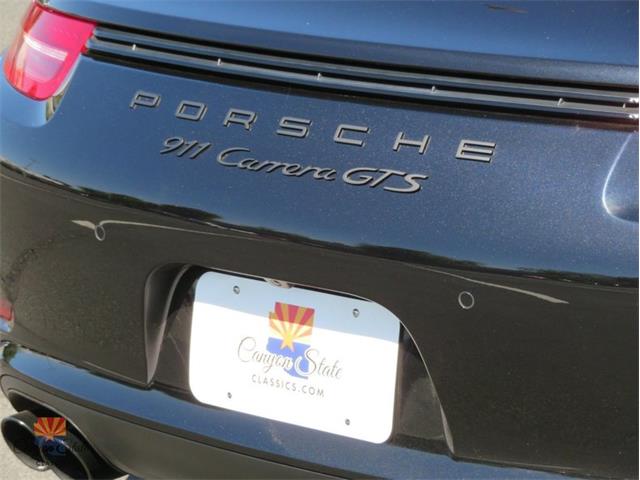 PORSCHE
911 Carrera GTS
Canyon State
CLASSICS.COM